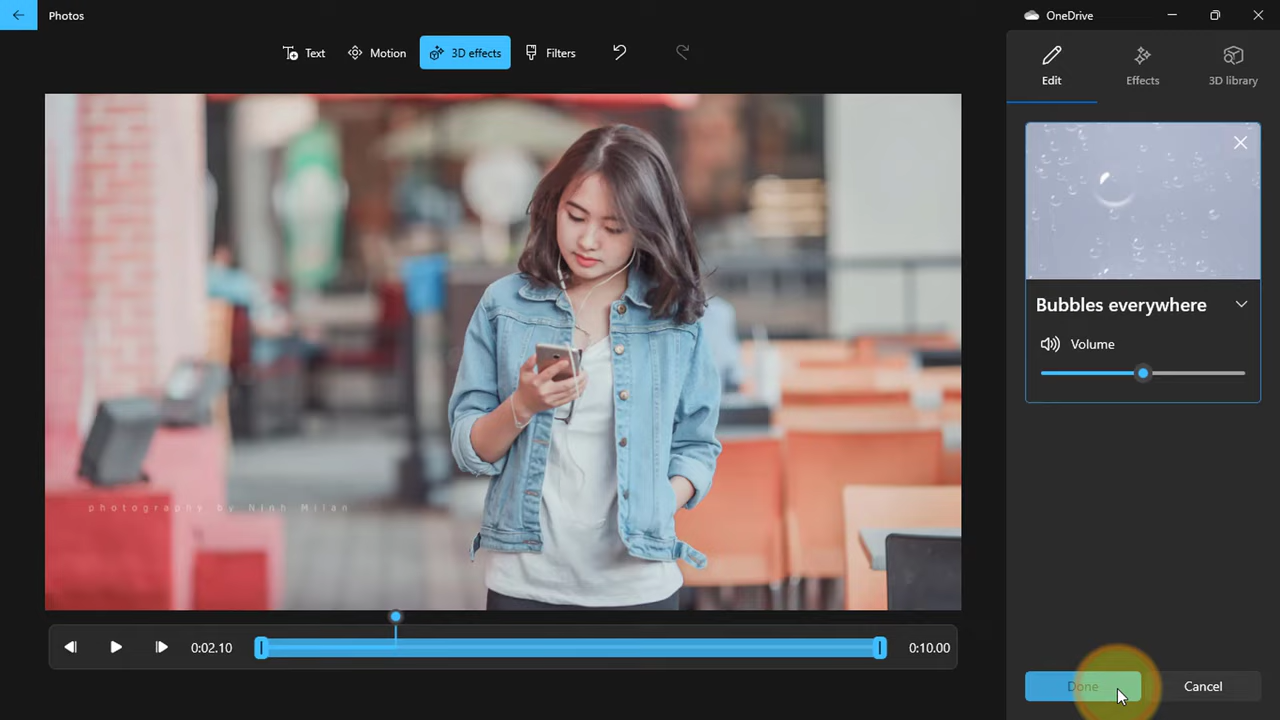 Photos
OneDrive
Text
Motion
3D effects
Filters
Edit
Effects
3D library
Bubbles everywhere
Volume
photography by Ninh Milan
0:02.10
0:10.00
Done
Cancel